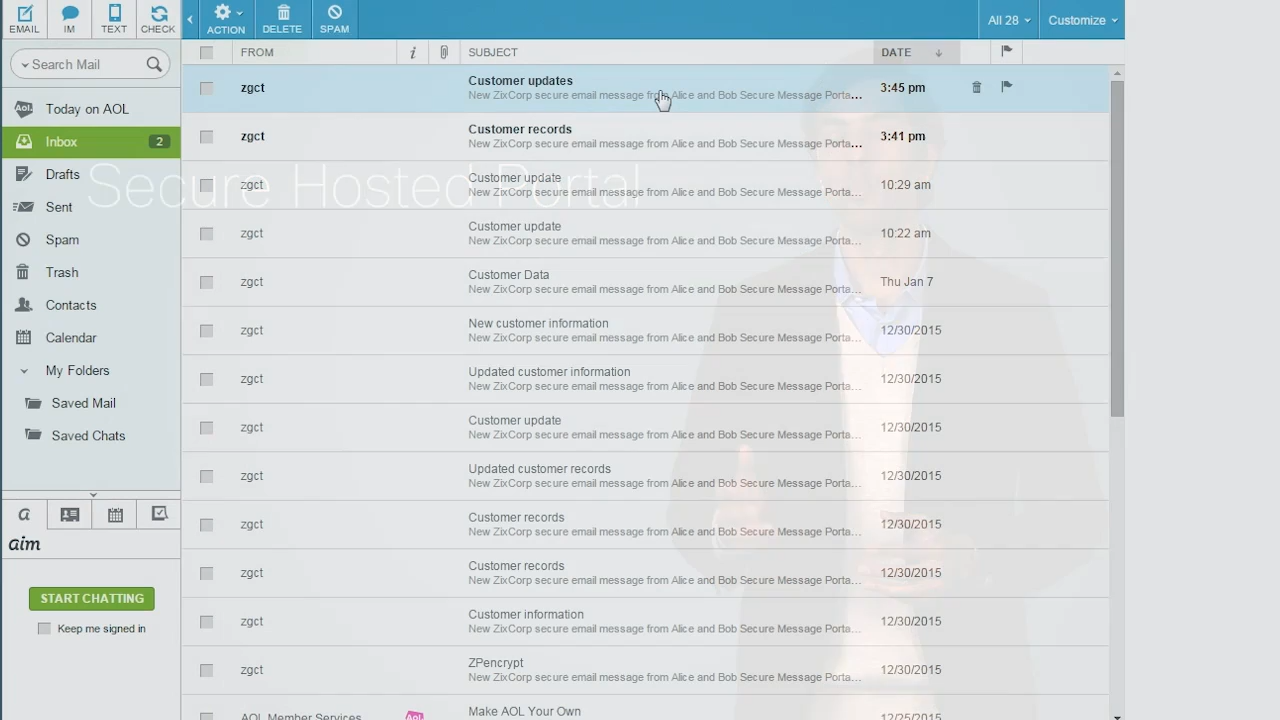 EMAIL
IM
TEXT
CHECK
ACTION
DELETE
SPAM
All 28
Customize
Search Mail
FROM
i
SUBJECT
DATE
Aol.
Today on AOL
Inbox
2
Drafts
Sent
Spam
Trash
Contacts
Calendar
My Folders
Saved Mail
Saved Chats
a
aim
START CHATTING
Keep me signed in
Secure Hosted Portal
zgct
Customer updates
New ZixCorp secure email message from Alice and Bob Secure Message Porta...
3:45 pm
zgct
Customer records
New ZixCorp secure email message from Alice and Bob Secure Message Porta...
3:41 pm
zgct
Customer update
New ZixCorp secure email message from Alice and Bob Secure Message Porta...
10:29 am
zgct
Customer update
New ZixCorp secure email message from Alice and Bob Secure Message Porta...
10:22 am
zgct
Customer Data
New ZixCorp secure email message from Alice and Bob Secure Message Porta...
Thu Jan 7
zgct
New customer information
New ZixCorp secure email message from Alice and Bob Secure Message Porta...
12/30/2015
zgct
Updated customer information
New ZixCorp secure email message from Alice and Bob Secure Message Porta...
12/30/2015
zgct
Customer update
New ZixCorp secure email message from Alice and Bob Secure Message Porta...
12/30/2015
zgct
Updated customer records
New ZixCorp secure email message from Alice and Bob Secure Message Porta...
12/30/2015
zgct
Customer records
New ZixCorp secure email message from Alice and Bob Secure Message Porta...
12/30/2015
zgct
Customer records
New ZixCorp secure email message from Alice and Bob Secure Message Porta...
12/30/2015
zgct
Customer information
New ZixCorp secure email message from Alice and Bob Secure Message Porta...
12/30/2015
zgct
ZPencrypt
New ZixCorp secure email message from Alice and Bob Secure Message Porta...
12/30/2015
AOL Member Services
Aol.
Make AOL Your Own
12/25/2015